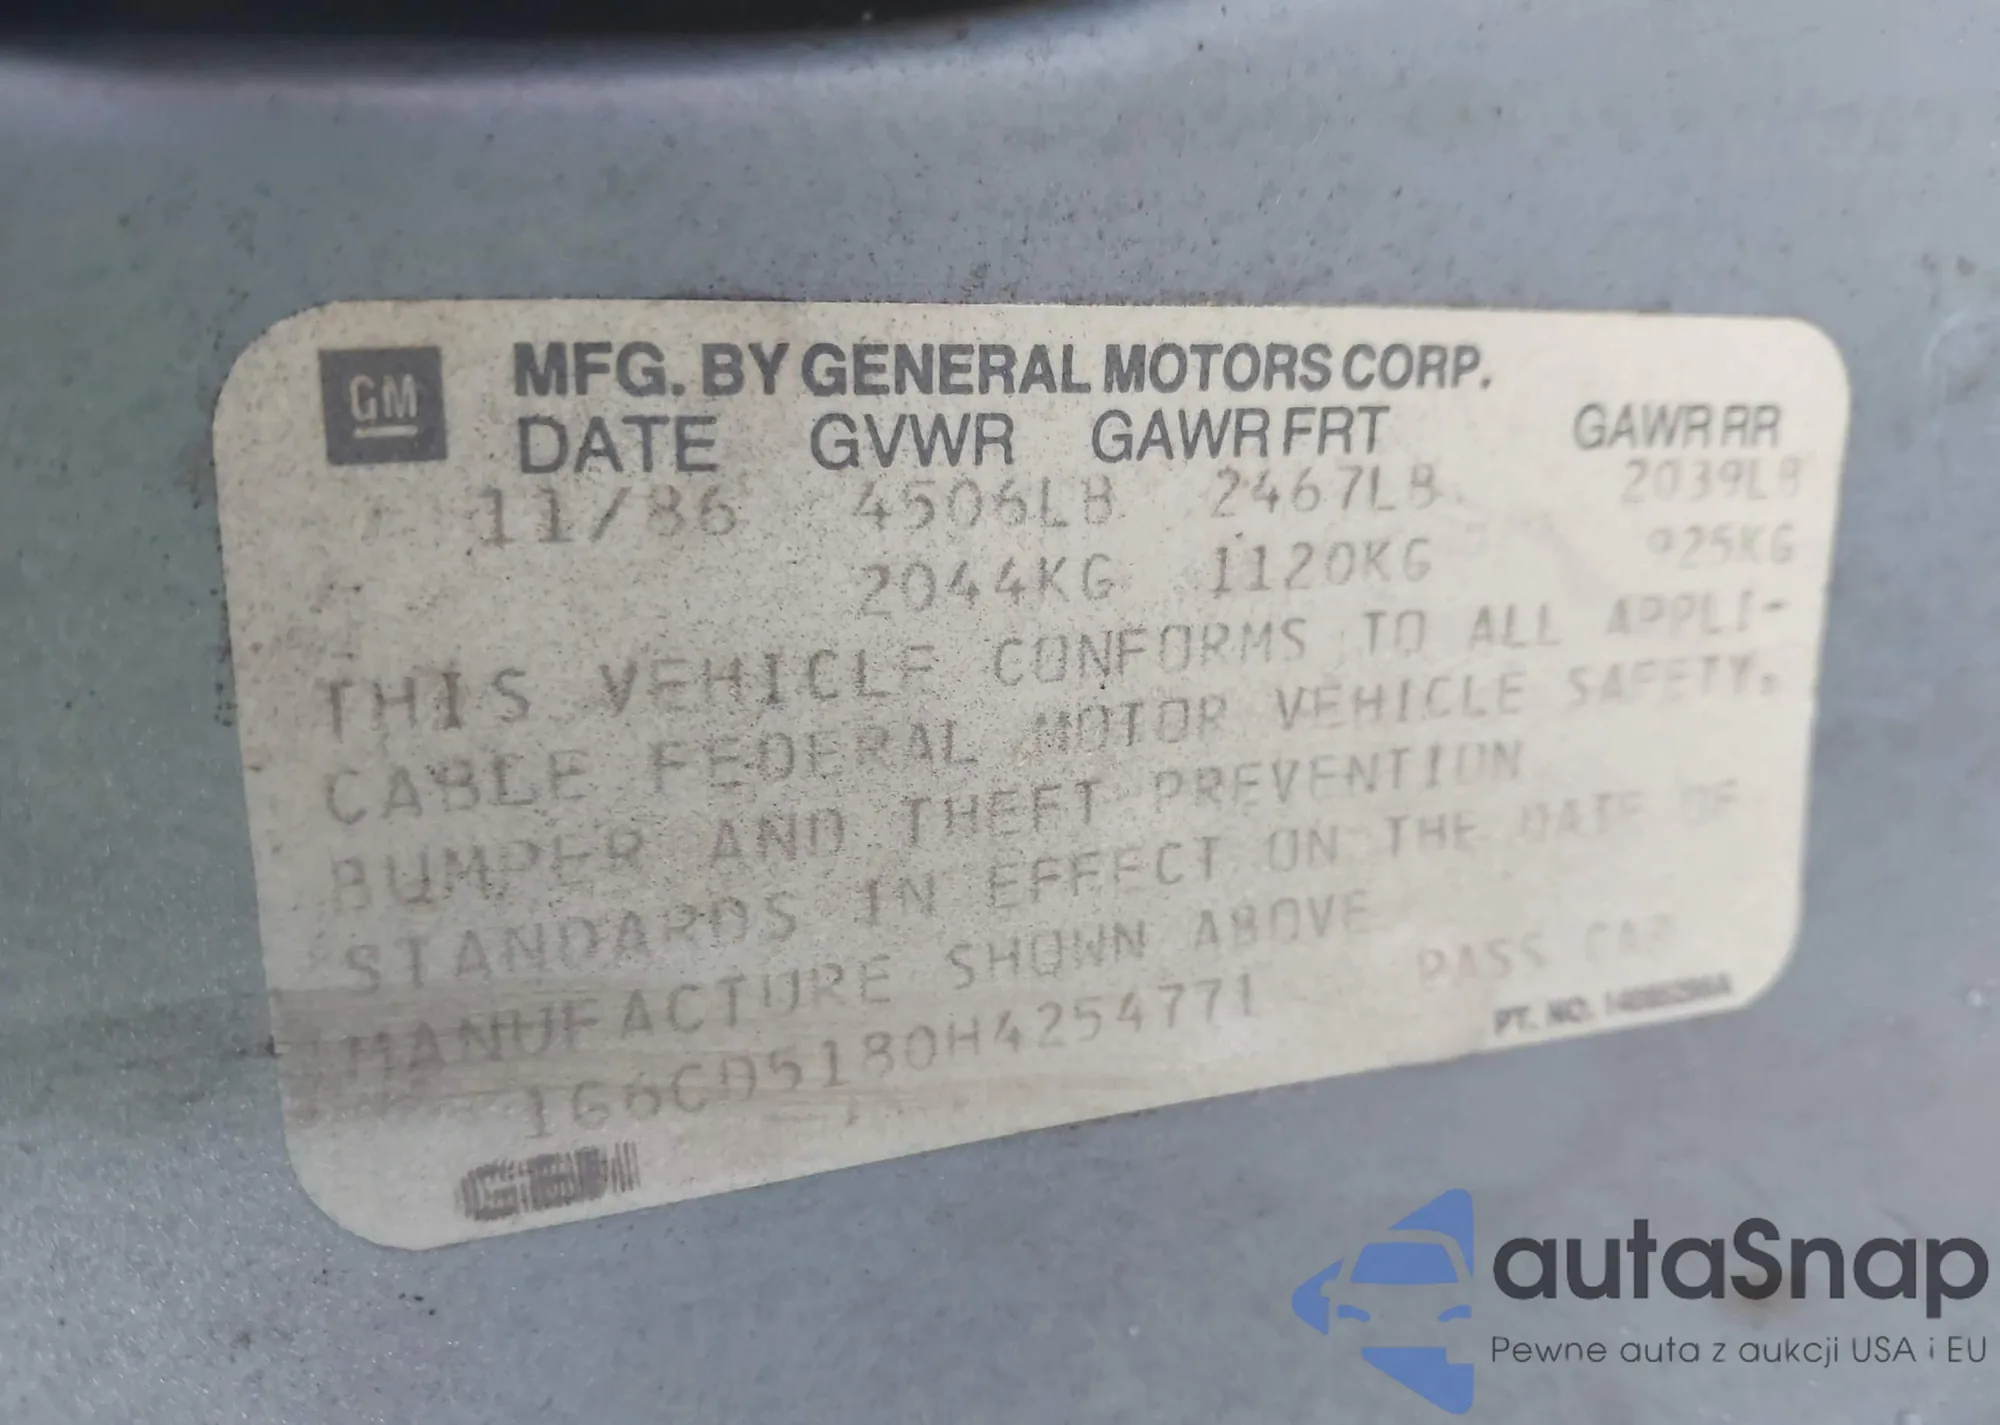 GM
MFG. BY GENERAL MOTORS CORP.
DATE GVWR GAWR FRT GAWR RR
11/86 4506LB 2467LB 2039LB
2044KG 1120KG 925KG
THIS VEHICLE CONFORMS TO ALL APPLI-
CABLE FEDERAL MOTOR VEHICLE SAFETY,
BUMPER AND THEFT PREVENTION
STANDARDS IN EFFECT ON THE DATE OF
MANUFACTURE SHOWN ABOVE
1G6CD5180H4254771 PASS CAR
PT. NO.
autaSnap
Pewne auta z aukcji USA i EU